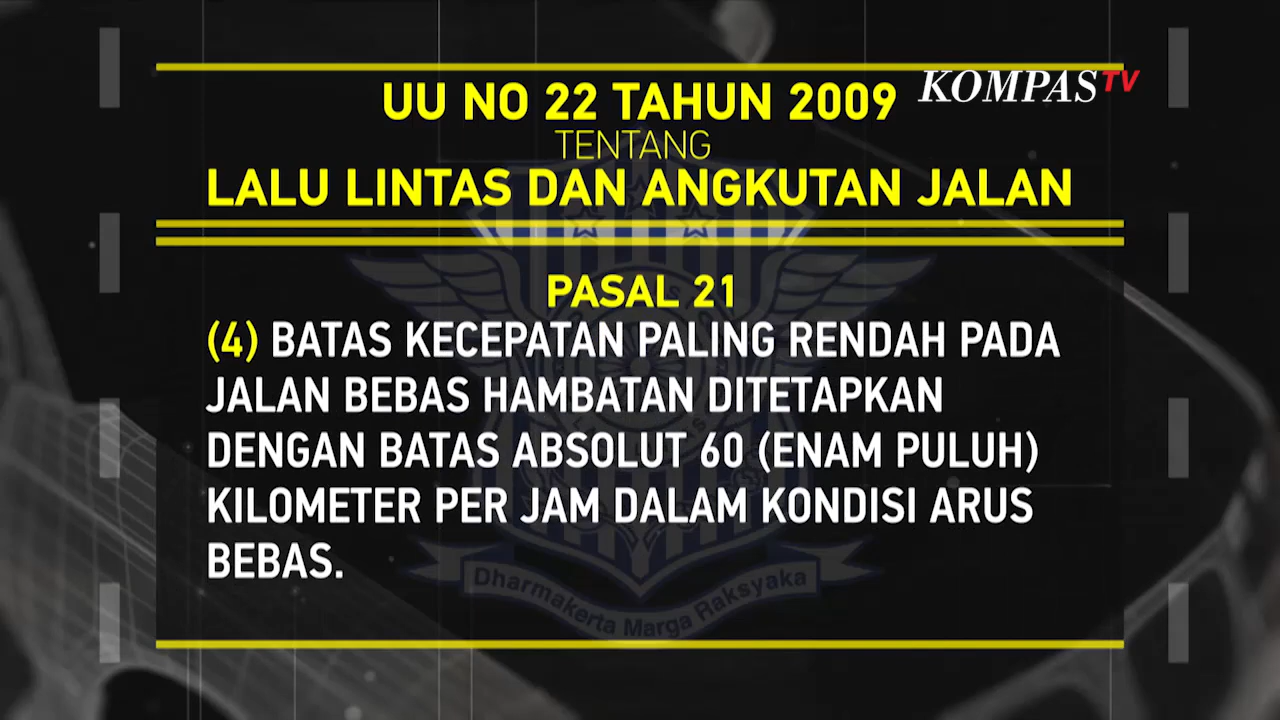 KOMPAS TV
UU NO 22 TAHUN 2009
TENTANG
LALU LINTAS DAN ANGKUTAN JALAN
PASAL 21
(4) BATAS KECEPATAN PALING RENDAH PADA
JALAN BEBAS HAMBATAN DITETAPKAN
DENGAN BATAS ABSOLUT 60 (ENAM PULUH)
KILOMETER PER JAM DALAM KONDISI ARUS
BEBAS.
Dharmakerta Marga Raksyaka